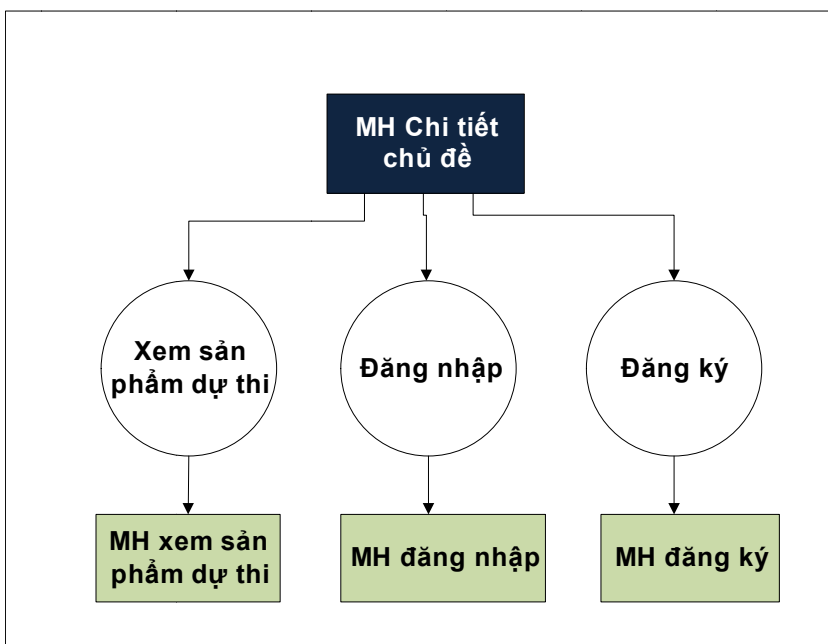 MH Chi tiết
chủ đề
Xem sản
phẩm dự thi
Đăng nhập
Đăng ký
MH xem sản
phẩm dự thi
MH đăng nhập
MH đăng ký